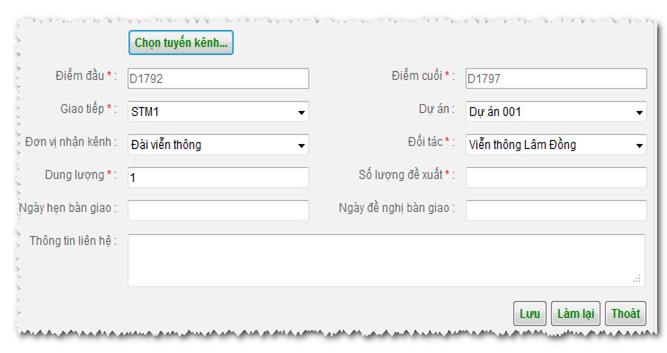 Chọn tuyến kênh...
Điểm đầu * : D1792 Điểm cuối * : D1797
Giao tiếp * : STM1 Dự án : Dự án 001
Đơn vị nhận kênh : Đài viễn thông Đối tác * : Viễn thông Lâm Đồng
Dung lượng * : 1 Số lượng đề xuất * :
Ngày hẹn bàn giao : Ngày đề nghị bàn giao :
Thông tin liên hệ :
Lưu Làm lại Thoát